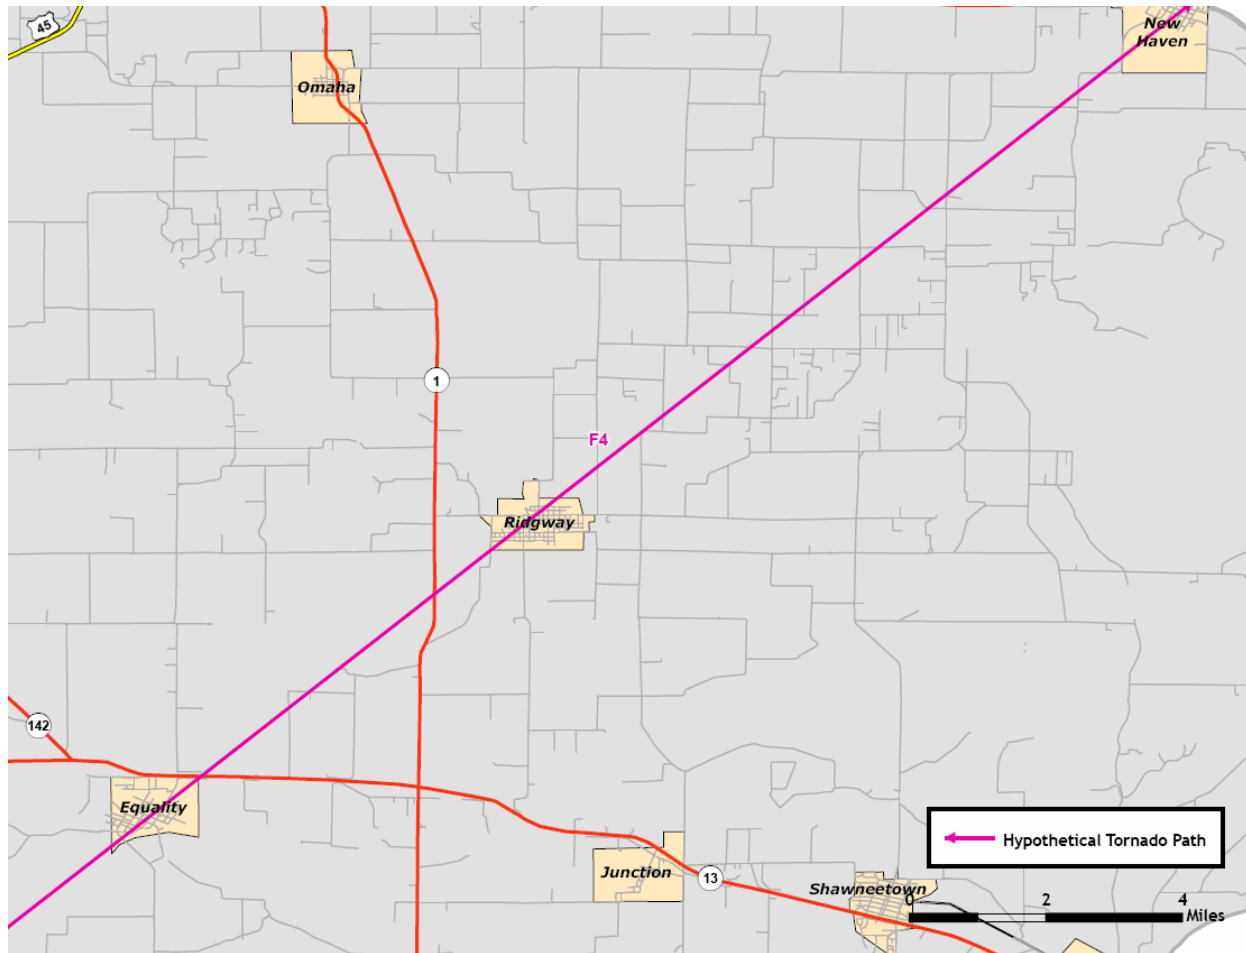 45
New
Haven
Omaha
1
F4
Ridgway
142
Equality
Hypothetical Tornado Path
Junction
13
Shawneetown
0 2 4
Miles